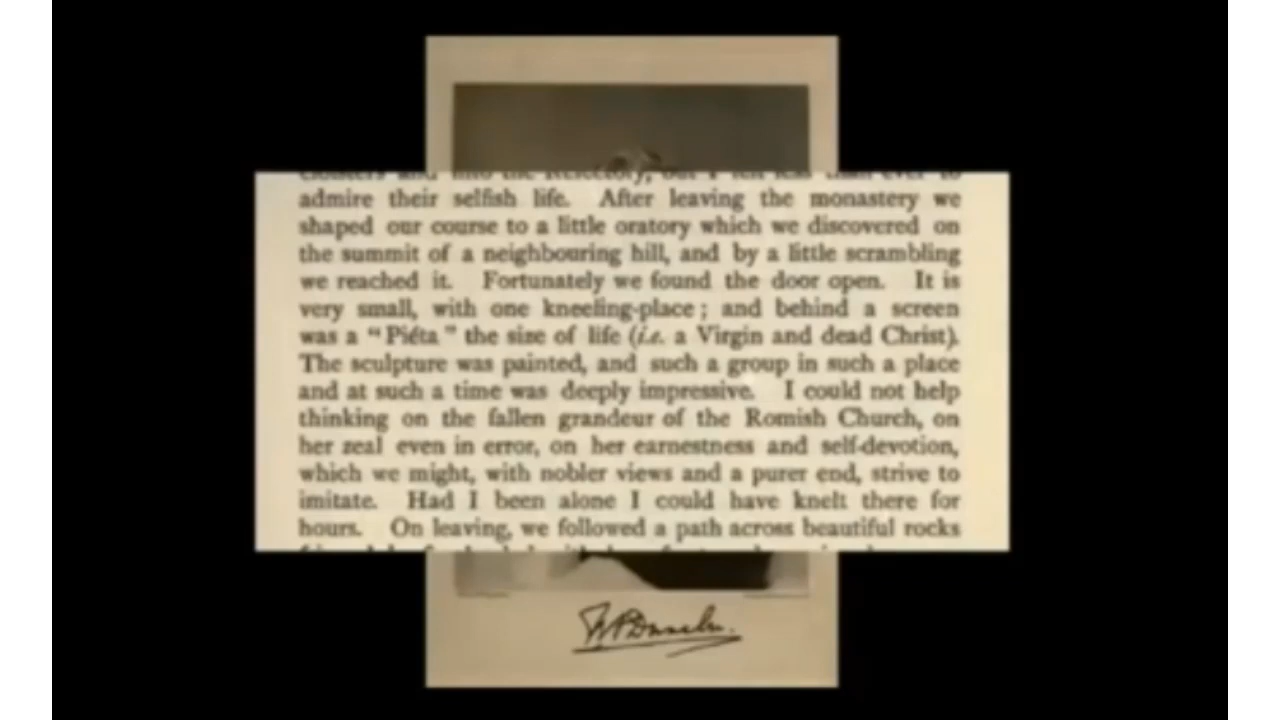 admire their selfish life. After leaving the monastery we
shaped our course to a little oratory which we discovered on
the summit of a neighbouring hill, and by a little scrambling
we reached it. Fortunately we found the door open. It is
very small, with one kneeling-place; and behind a screen
was a “Piéta” the size of life (i.e. a Virgin and dead Christ).
The sculpture was painted, and such a group in such a place
and at such a time was deeply impressive. I could not help
thinking on the fallen grandeur of the Romish Church, on
her zeal even in error, on her earnestness and self-devotion,
which we might, with nobler views and a purer end, strive to
imitate. Had I been alone I could have knelt there for
hours. On leaving, we followed a path across beautiful rocks